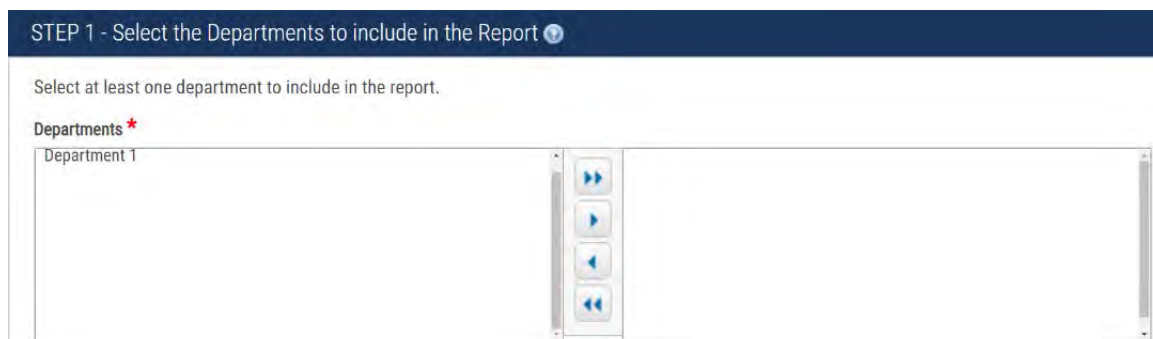 STEP 1 - Select the Departments to include in the Report
Select at least one department to include in the report.
Departments *
Department 1